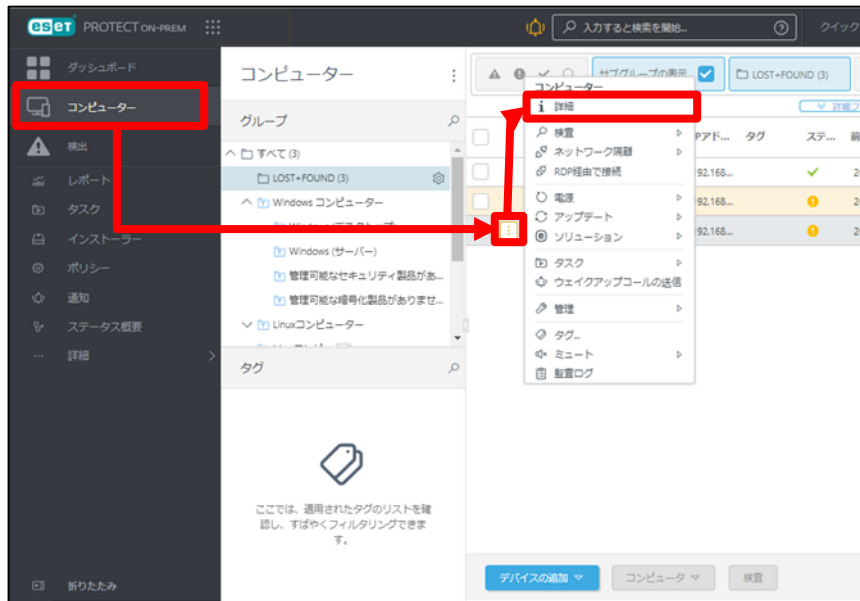 eset PROTECT ON-PREM
入力すると検索を開始...
クイック
ダッシュボード
コンピューター
検出
レポート
タスク
インストーラー
ポリシー
通知
ステータス概要
詳細
折りたたみ
コンピューター
グループ
すべて (3)
LOST+FOUND (3)
Windows コンピューター
Windows (サーバー)
管理可能なセキュリティ製品があ...
管理可能な暗号化製品がありませ...
Linuxコンピューター
タグ
ここでは、適用されたタグのリストを確
認し、すばやくフィルタリングできま
す。
サブグループの表示
LOST+FOUND (3)
Pアド...
タグ
ステ...
前
92.168...
92.168...
92.168...
コンピューター
詳細
検査
ネットワーク隔離
RDP経由で接続
電源
アップデート
ソリューション
タスク
ウェイクアップコールの送信
管理
タグ...
ミュート
監査ログ
デバイスの追加
コンピュータ
検査